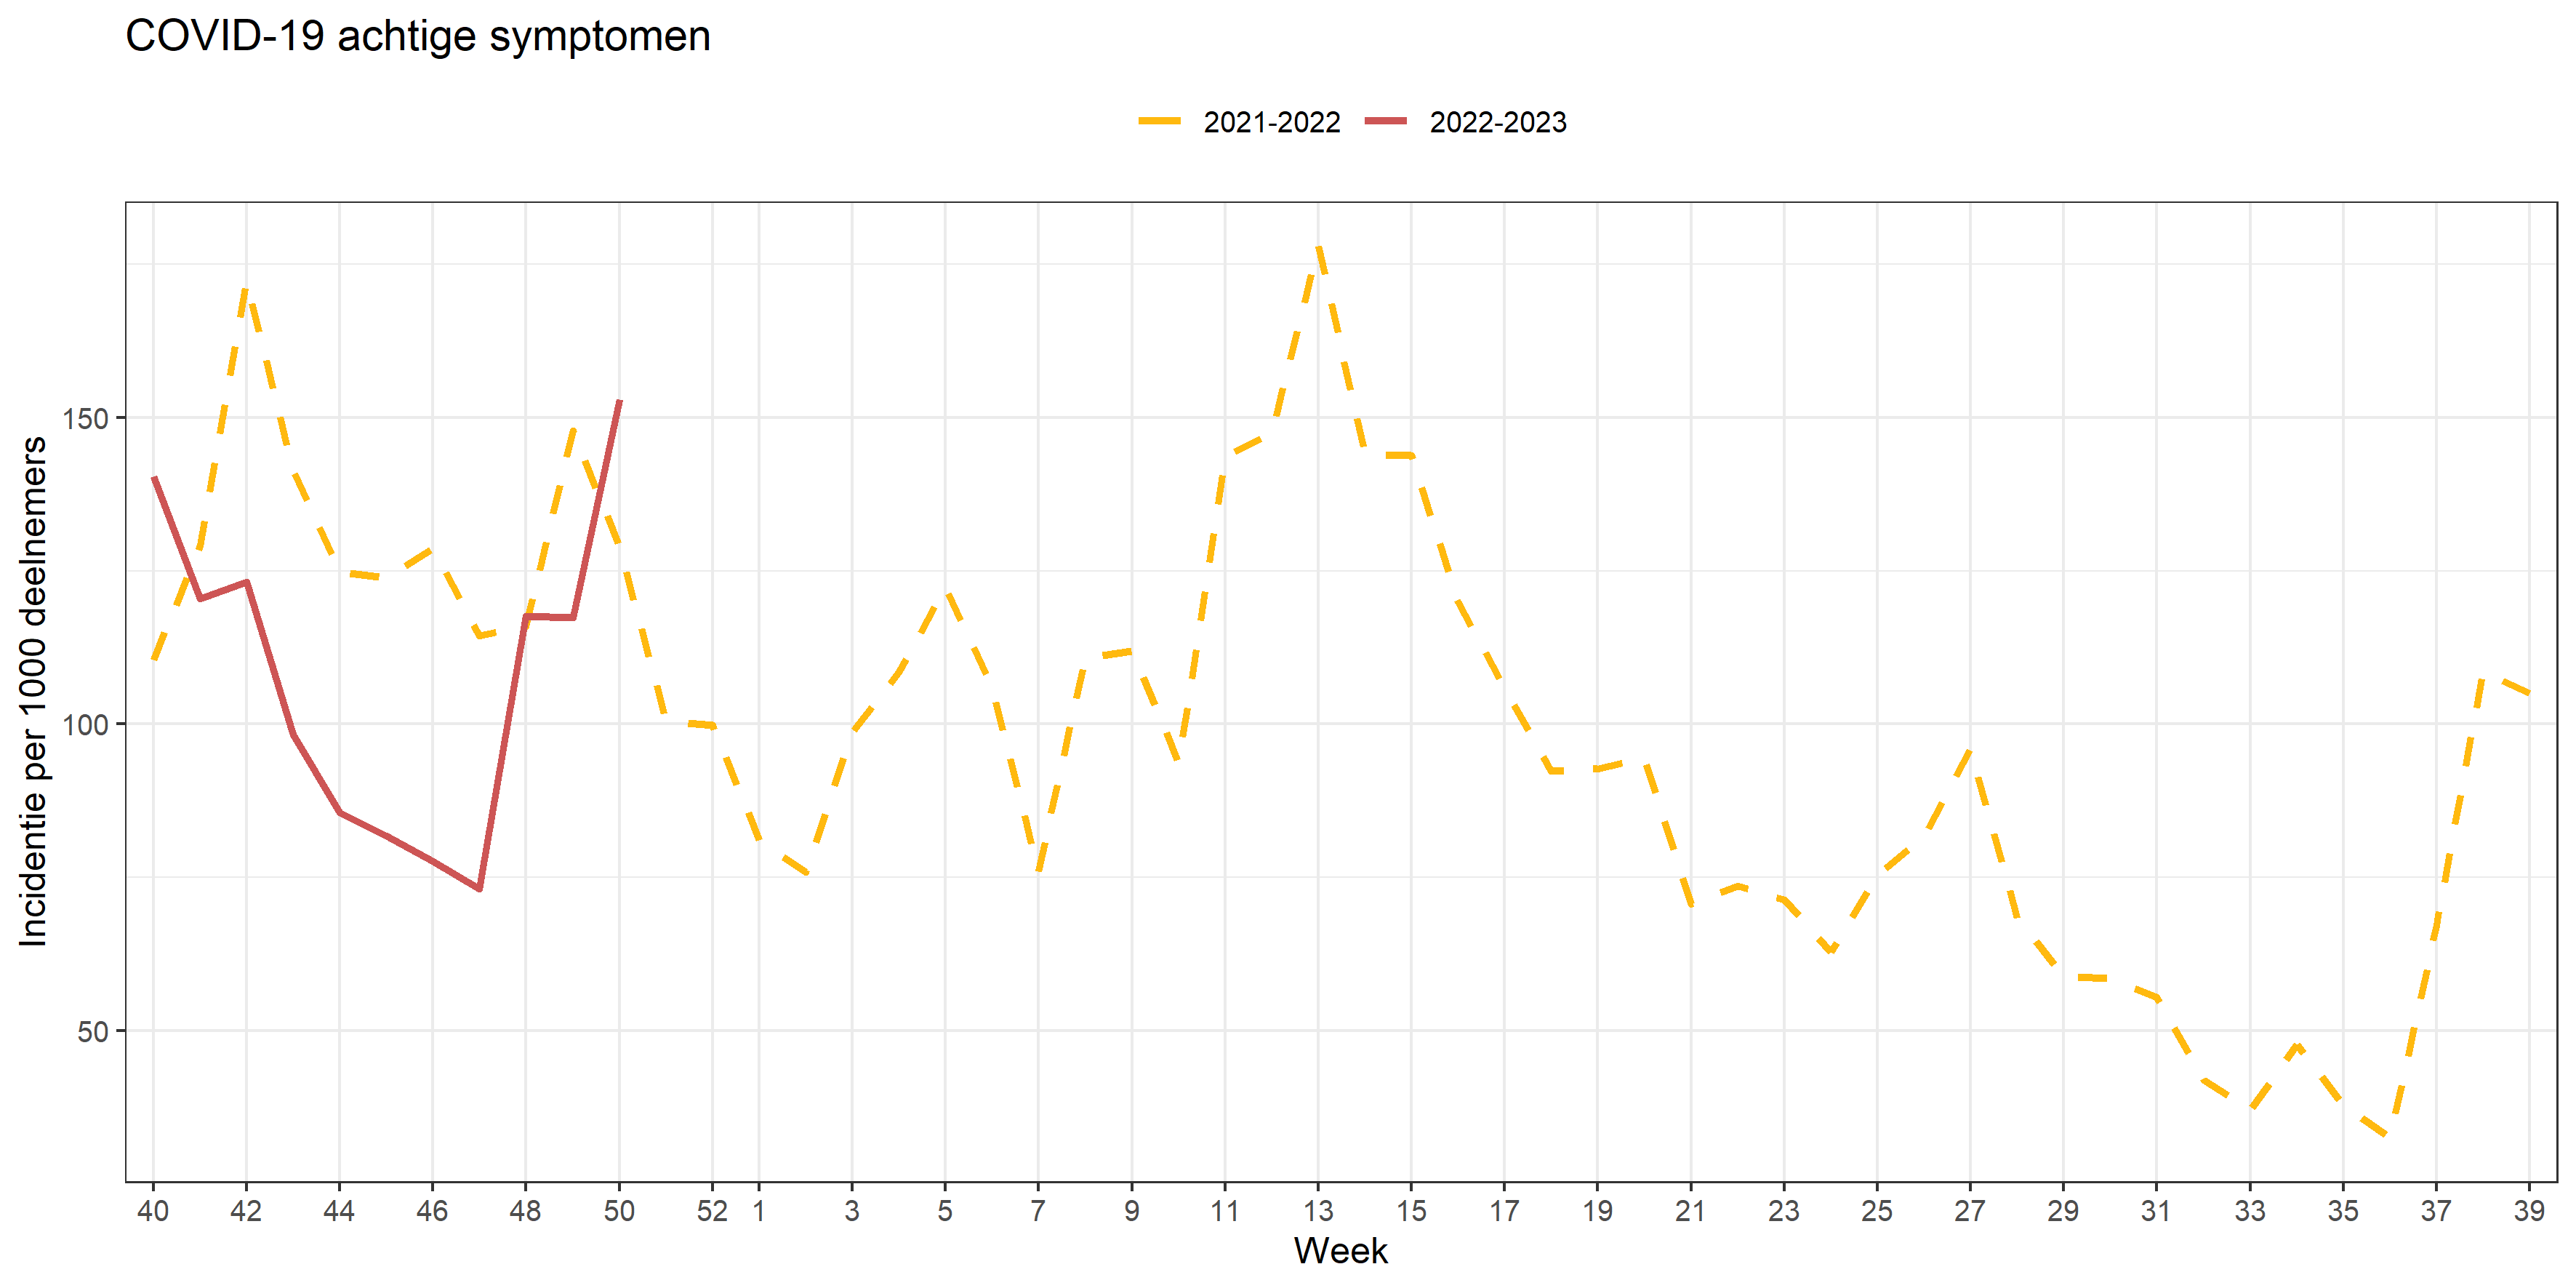 COVID-19 achtige symptomen
2021-2022 2022-2023
Incidentie per 1000 deelnemers
150
100
50
40 42 44 46 48 50 52 1 3 5 7 9 11 13 15 17 19 21 23 25 27 29 31 33 35 37 39
Week